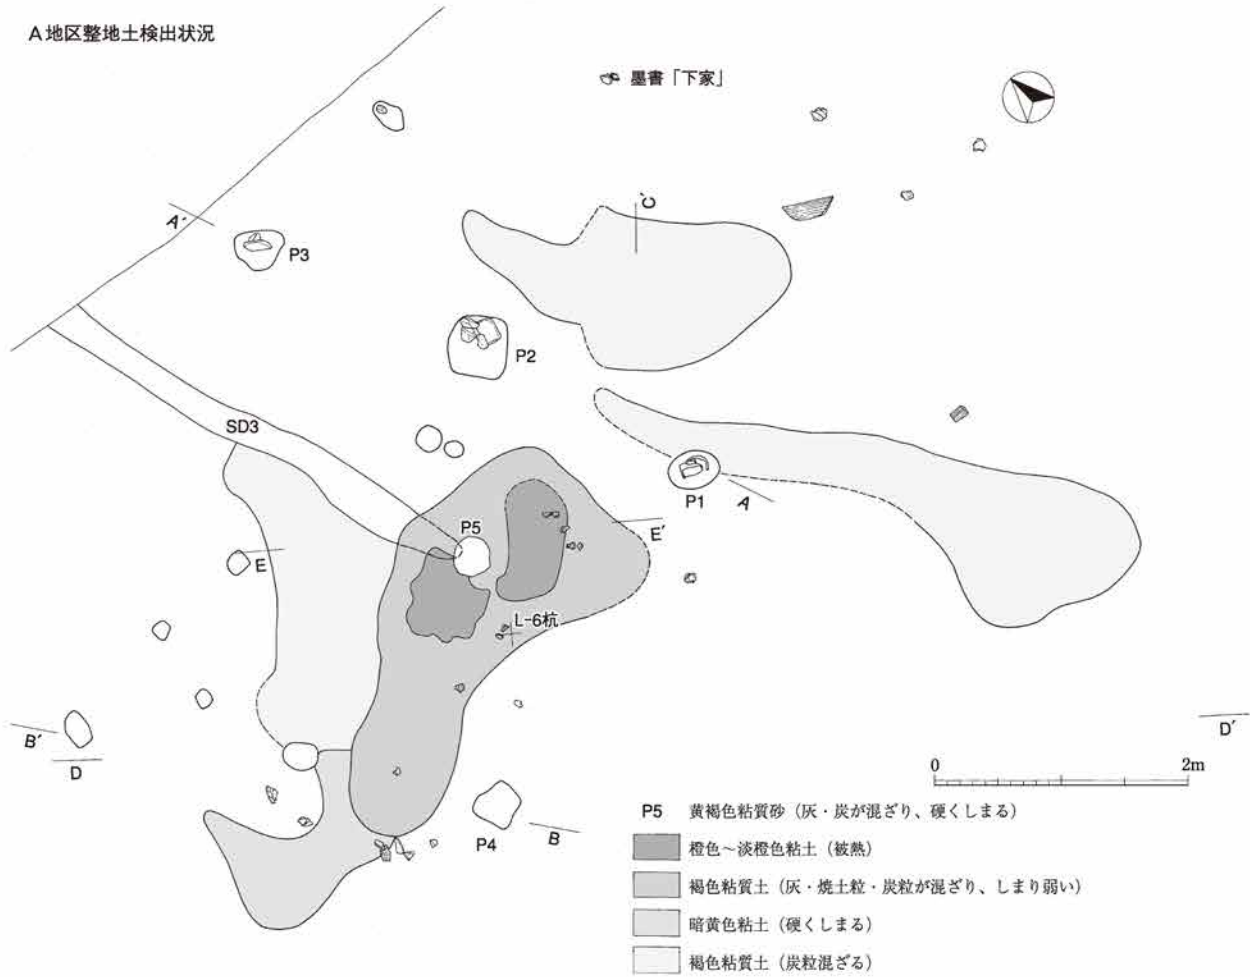 A地区整地土検出状況
墨書「下家」
A´
C´
P3
P2
SD3
P1
A
P5
E´
E
L-6杭
B´
D
D´
P4
B
0 2m
P5 黄褐色粘質砂（灰・炭が混ざり、硬くしまる）
橙色～淡橙色粘土（被熱）
褐色粘質土（灰・焼土粒・炭粒が混ざり、しまり弱い）
暗黄色粘土（硬くしまる）
褐色粘質土（炭粒混ざる）